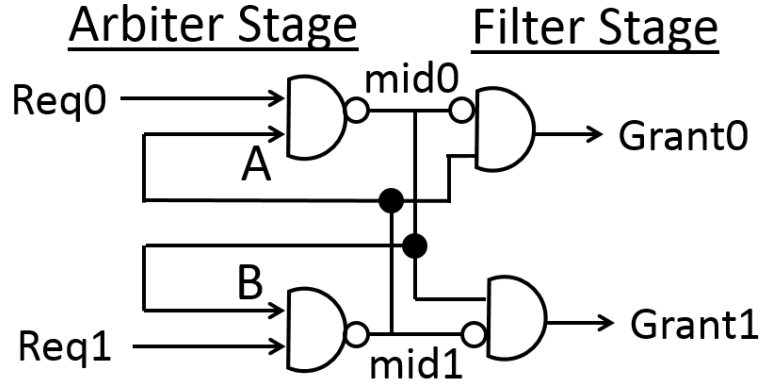 Arbiter Stage
Filter Stage
mid0
Req0
Grant0
A
B
Req1
mid1
Grant1